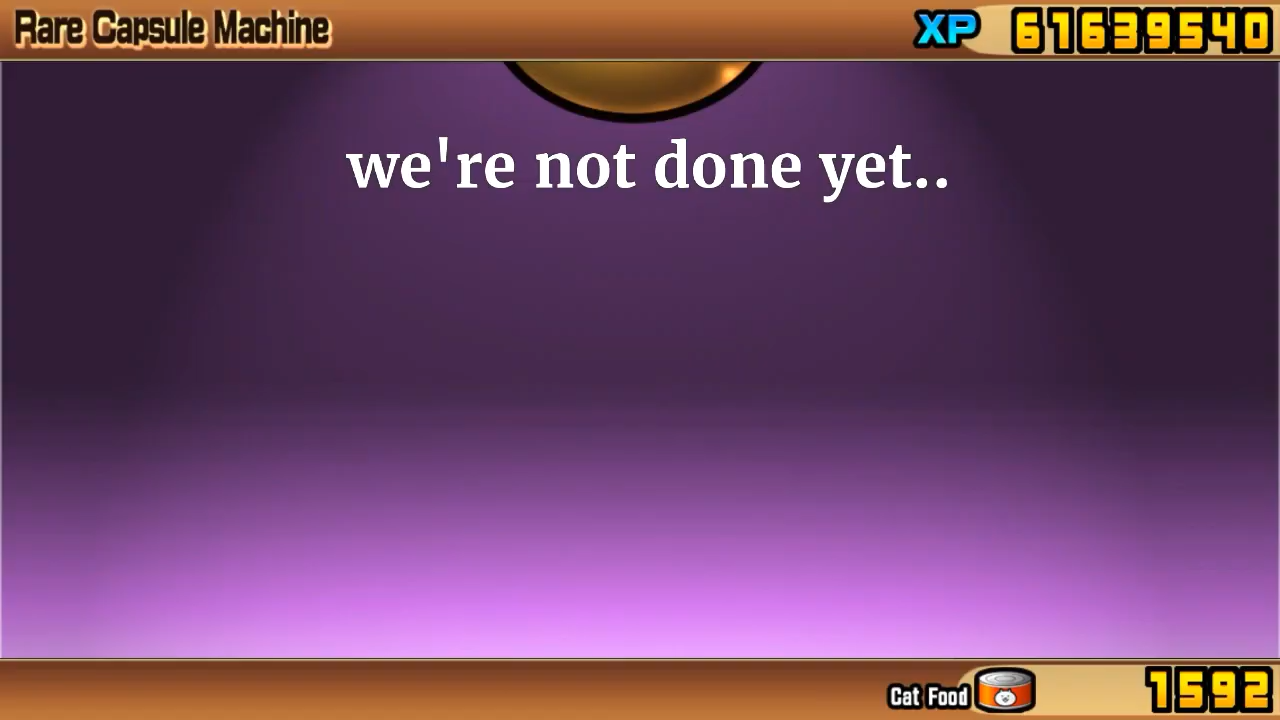 Rare Capsule Machine
XP 61639540
we're not done yet..
Cat Food 1592